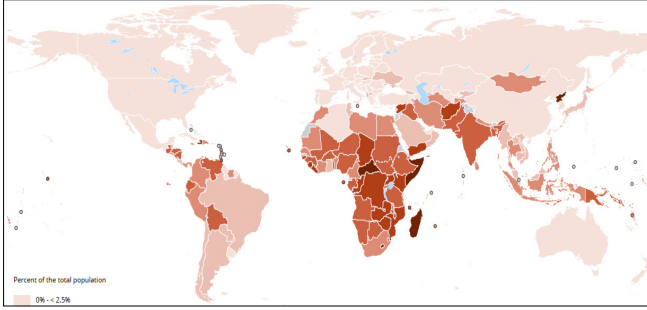 Percent of the total population
0% - < 2.5%